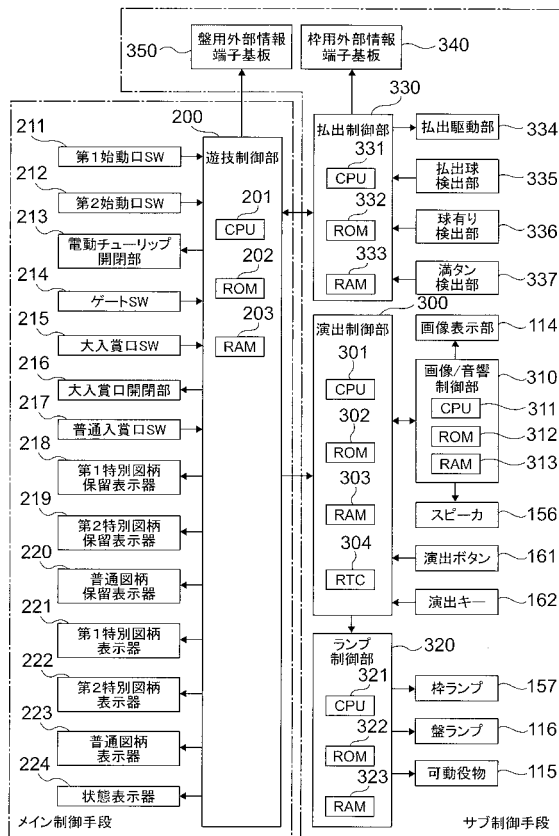 350
盤用外部情報
端子基板
枠用外部情報
端子基板
340
200
遊技制御部
201
CPU
202
ROM
203
RAM
211
第1始動口SW
212
第2始動口SW
213
電動チューリップ
開閉部
214
ゲートSW
215
大入賞口SW
216
大入賞口開閉部
217
普通入賞口SW
218
第1特別図柄
保留表示器
219
第2特別図柄
保留表示器
220
普通図柄
保留表示器
221
第1特別図柄
表示器
222
第2特別図柄
表示器
223
普通図柄
表示器
224
状態表示器
メイン制御手段
330
払出制御部
331
CPU
332
ROM
333
RAM
払出駆動部
334
払出球
検出部
335
球有り
検出部
336
満タン
検出部
337
300
演出制御部
301
CPU
302
ROM
303
RAM
304
RTC
画像表示部
114
画像/音響
制御部
310
CPU
311
ROM
312
RAM
313
スピーカ
156
演出ボタン
161
演出キー
162
ランプ
制御部
320
321
CPU
322
ROM
323
RAM
枠ランプ
157
盤ランプ
116
可動役物
115
サブ制御手段